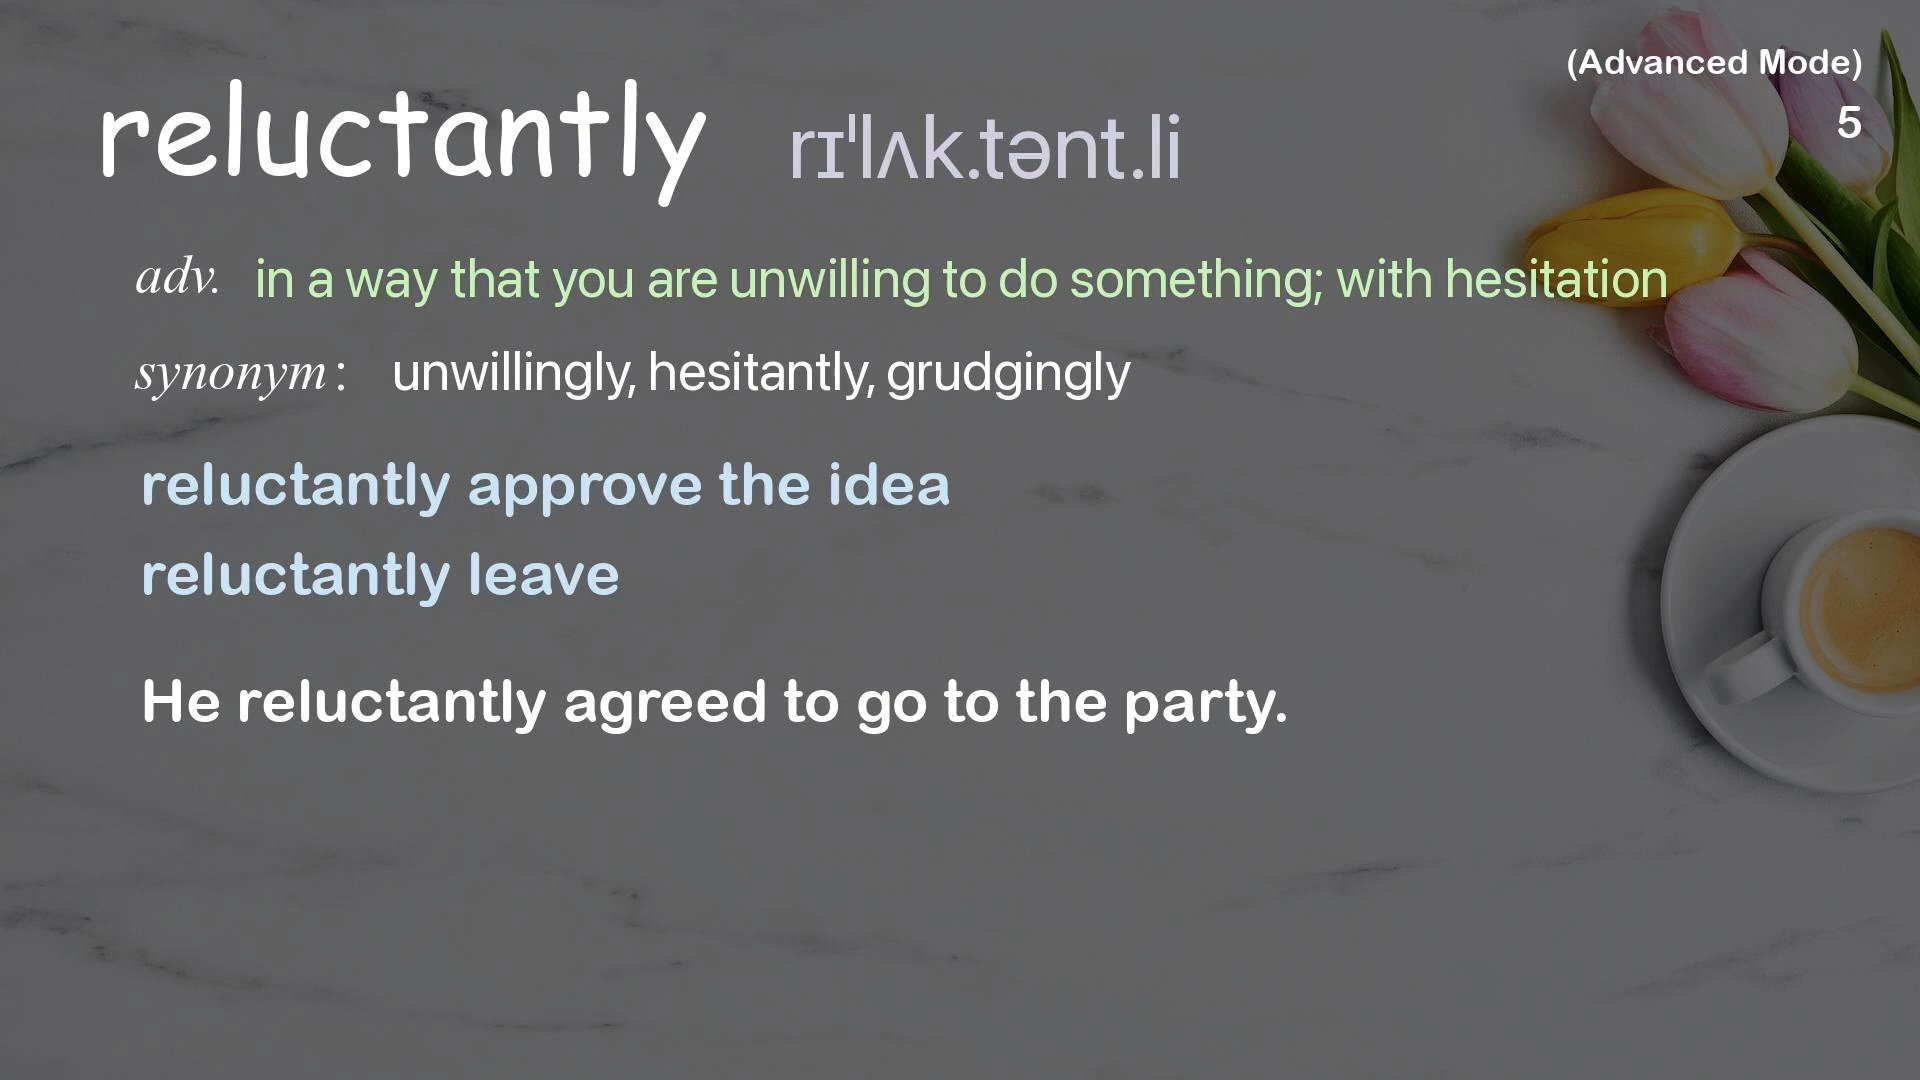 (Advanced Mode)
reluctantly rɪˈlʌk.tənt.li
5
adv. in a way that you are unwilling to do something; with hesitation
synonym : unwillingly, hesitantly, grudgingly
reluctantly approve the idea
reluctantly leave
He reluctantly agreed to go to the party.